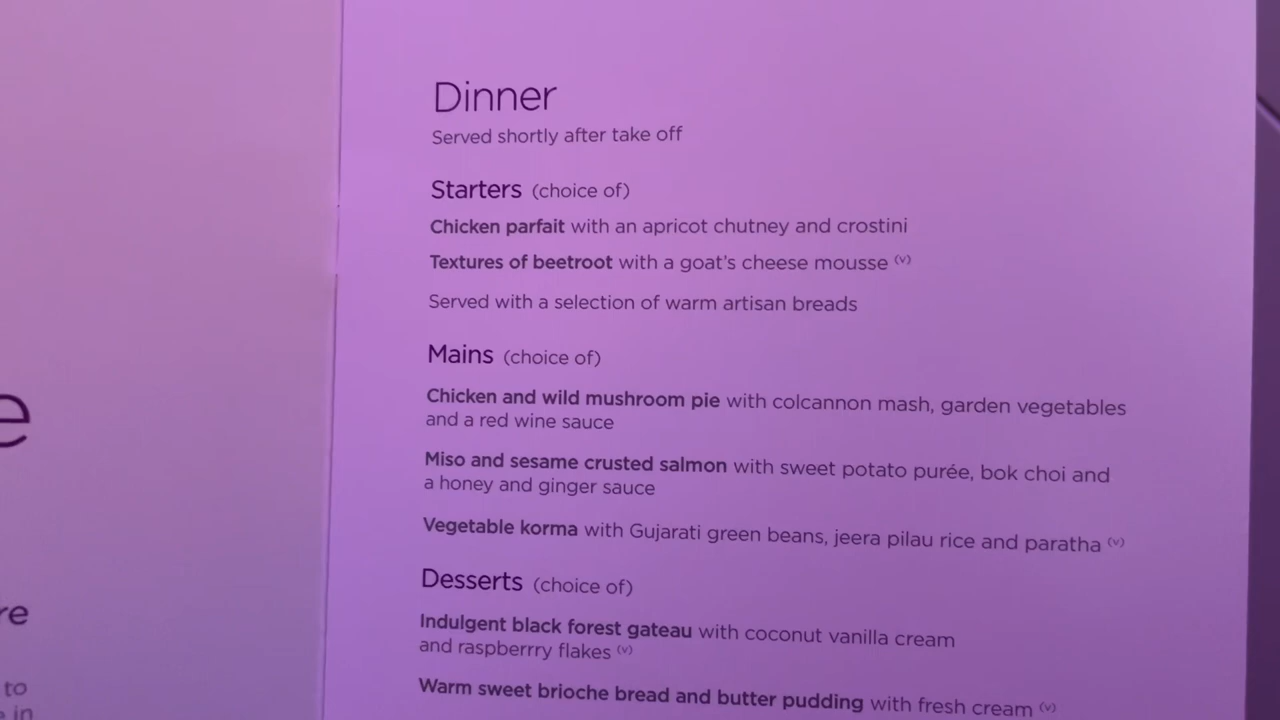 e
re
to
in
Dinner
Served shortly after take off
Starters (choice of)
Chicken parfait with an apricot chutney and crostini
Textures of beetroot with a goat's cheese mousse (v)
Served with a selection of warm artisan breads
Mains (choice of)
Chicken and wild mushroom pie with colcannon mash, garden vegetables
and a red wine sauce
Miso and sesame crusted salmon with sweet potato purée, bok choi and
a honey and ginger sauce
Vegetable korma with Gujarati green beans, jeera pilau rice and paratha (v)
Desserts (choice of)
Indulgent black forest gateau with coconut vanilla cream
and raspberrry flakes (v)
Warm sweet brioche bread and butter pudding with fresh cream (v)